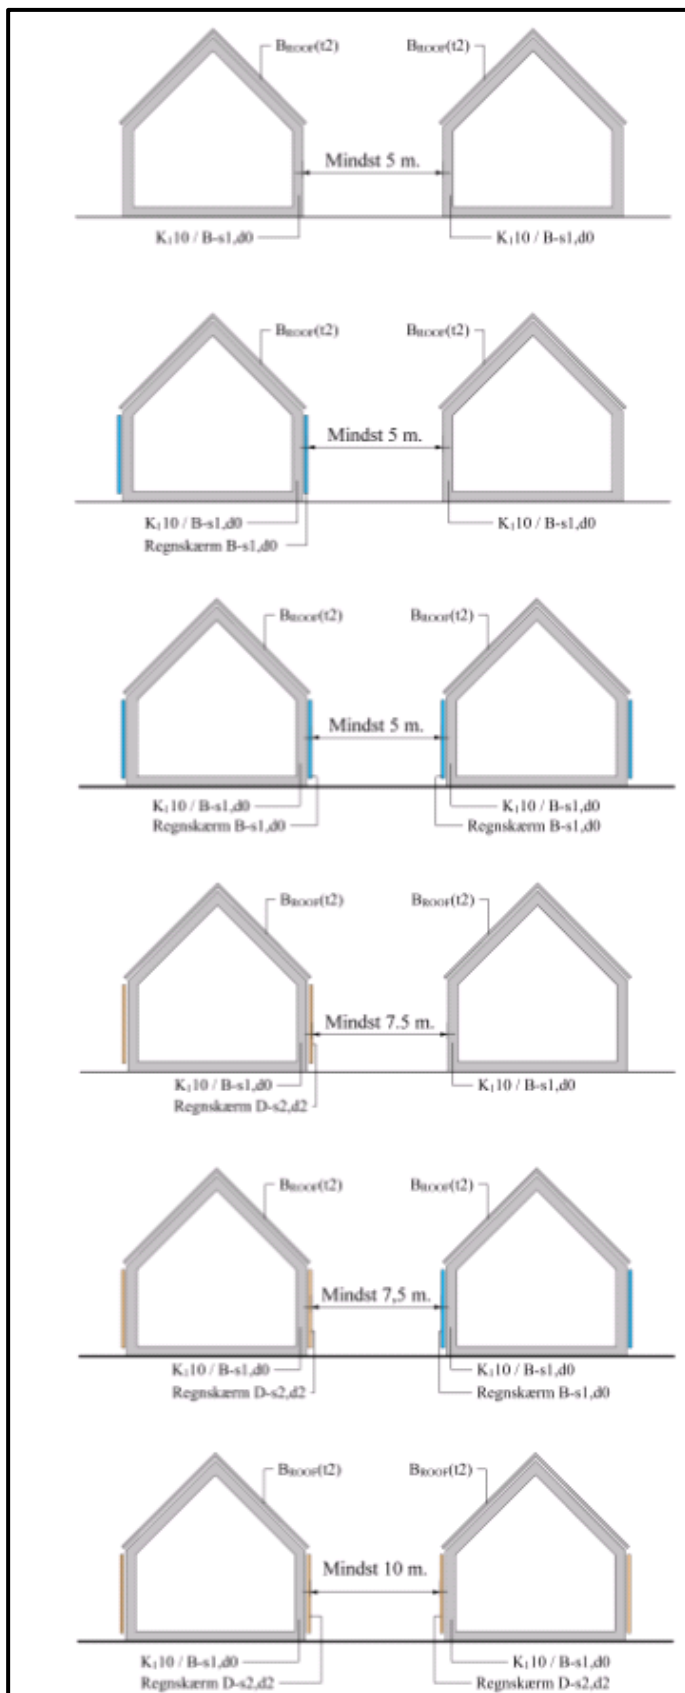 BROOF(t2) BROOF(t2)
Mindst 5 m.
K₁10 / B-s1,d0 K₁10 / B-s1,d0
BROOF(t2) BROOF(t2)
Mindst 5 m.
K₁10 / B-s1,d0 K₁10 / B-s1,d0
Regnskærm B-s1,d0
BROOF(t2) BROOF(t2)
Mindst 5 m.
K₁10 / B-s1,d0 K₁10 / B-s1,d0
Regnskærm B-s1,d0 Regnskærm B-s1,d0
BROOF(t2) BROOF(t2)
Mindst 7.5 m.
K₁10 / B-s1,d0 K₁10 / B-s1,d0
Regnskærm D-s2,d2
BROOF(t2) BROOF(t2)
Mindst 7,5 m.
K₁10 / B-s1,d0 K₁10 / B-s1,d0
Regnskærm D-s2,d2 Regnskærm B-s1,d0
BROOF(t2) BROOF(t2)
Mindst 10 m.
K₁10 / B-s1,d0 K₁10 / B-s1,d0
Regnskærm D-s2,d2 Regnskærm D-s2,d2